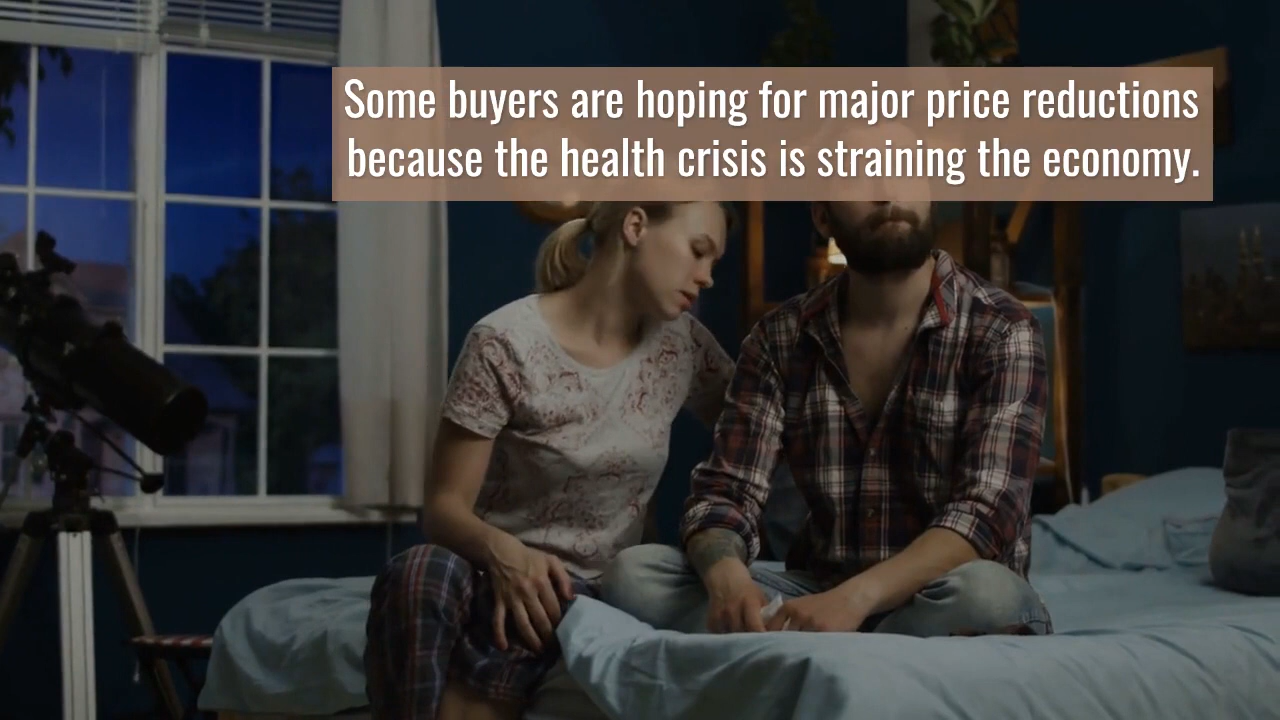 Some buyers are hoping for major price reductions
because the health crisis is straining the economy.